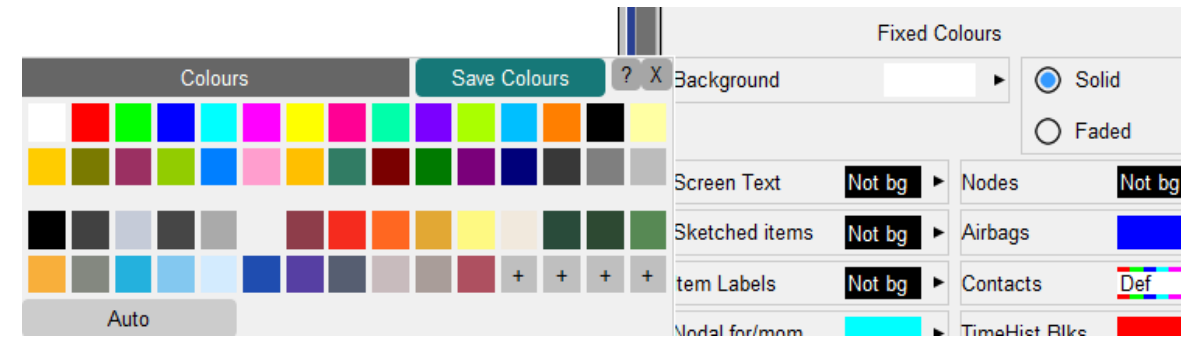 Fixed Colours
Colours
Save Colours
? X
Background
Solid
Faded
Screen Text
Not bg
Nodes
Not bg
Sketched items
Not bg
Airbags
tem Labels
Not bg
Contacts
Def
+ + + +
Auto
Nodal for/mom
TimeHist Blks